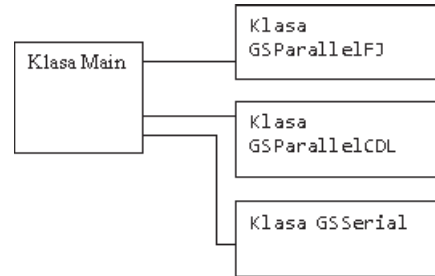 Klasa Main
Klasa
GSParallelFJ
Klasa
GSParallelCDL
Klasa GSSerial